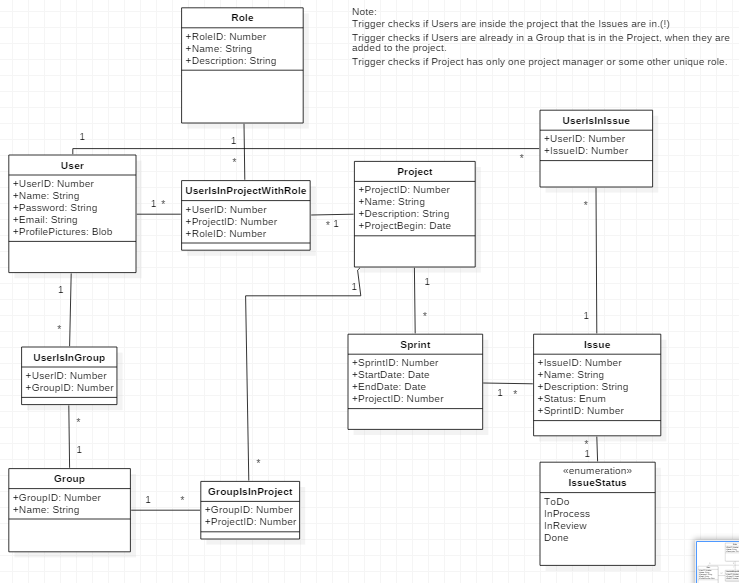 Role
+RoleID: Number
+Name: String
+Description: String
Note:
Trigger checks if Users are inside the project that the Issues are in.(!)
Trigger checks if Users are already in a Group that is in the Project, when they are
added to the project.
Trigger checks if Project has only one project manager or some other unique role.
UserIsInIssue
+UserID: Number
+IssueID: Number
1
1
*
*
User
+UserID: Number
+Name: String
+Password: String
+Email: String
+ProfilePictures: Blob
1 *
UserIsInProjectWithRole
+UserID: Number
+ProjectID: Number
+RoleID: Number
* 1
Project
+ProjectID: Number
+Name: String
+Description: String
+ProjectBegin: Date
*
1
1
1
*
*
1
UserIsInGroup
+UserID: Number
+GroupID: Number
Sprint
+SprintID: Number
+StartDate: Date
+EndDate: Date
+ProjectID: Number
1 *
Issue
+IssueID: Number
+Name: String
+Description: String
+Status: Enum
+SprintID: Number
*
1
*
*
1
Group
+GroupID: Number
+Name: String
1 *
GroupIsInProject
+GroupID: Number
+ProjectID: Number
«enumeration»
IssueStatus
ToDo
InProcess
InReview
Done